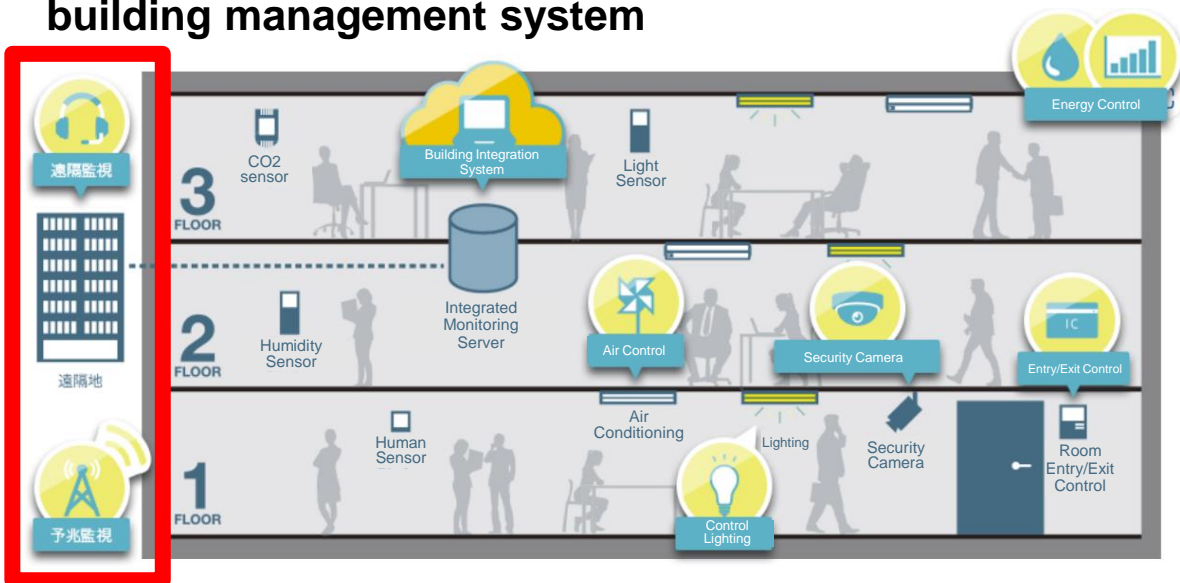 building management system
Energy Control
遠隔監視
CO2
sensor
Building Integration
System
Light
Sensor
3
FLOOR
Integrated
Monitoring
Server
Humidity
Sensor
2
FLOOR
Air Control
Security Camera
IC
Entry/Exit Control
遠隔地
Air
Conditioning
Human
Sensor
Lighting
Security
Camera
Room
Entry/Exit
Control
1
FLOOR
Control
Lighting
予兆監視